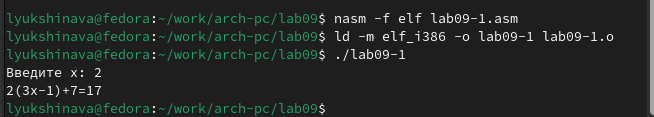 lyukshinava@fedora:~/work/arch-pc/lab09$ nasm -f elf lab09-1.asm
lyukshinava@fedora:~/work/arch-pc/lab09$ ld -m elf_i386 -o lab09-1 lab09-1.o
lyukshinava@fedora:~/work/arch-pc/lab09$ ./lab09-1
Введите x: 2
2(3x-1)+7=17
lyukshinava@fedora:~/work/arch-pc/lab09$